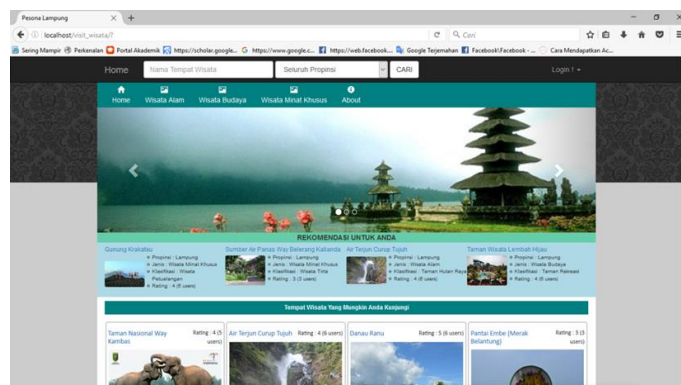 Pesona Lampung
localhost/visit_wisata/?
Cari
Sering Mampir Perkenalan Portal Akademik https://scholar.google... https://www.google.c... https://web.facebook.... Google Terjemahan Facebook\Facebook - ... Cara Mendapatkan Ac...
Home Nama Tempat Wisata Seluruh Propinsi CARI Login !
Home Wisata Alam Wisata Budaya Wisata Minat Khusus About
REKOMENDASI UNTUK ANDA
Gunung Krakatau
Propinsi : Lampung
Jenis : Wisata Minat Khusus
Klasifikasi : Wisata Petualangan
Rating : 4 (6 users)
Sumber Air Panas Way Belerang Kalianda
Propinsi : Lampung
Jenis : Wisata Minat Khusus
Klasifikasi : Wisata Tirta
Rating : 3 (3 users)
Air Terjun Curup Tujuh
Propinsi : Lampung
Jenis : Wisata Alam
Klasifikasi : Taman Hutan Raya
Rating : 4 (6 users)
Taman Wisata Lembah Hijau
Propinsi : Lampung
Jenis : Wisata Budaya
Klasifikasi : Taman Rekreasi
Rating : 4 (6 users)
Tempat Wisata Yang Mungkin Anda Kunjungi
Taman Nasional Way Kambas
Rating : 4 (5 users)
Air Terjun Curup Tujuh Rating : 4 (6 users)
Danau Ranu Rating : 5 (6 users)
Pantai Embe (Merak Belantung)
Rating : 3 (3 users)